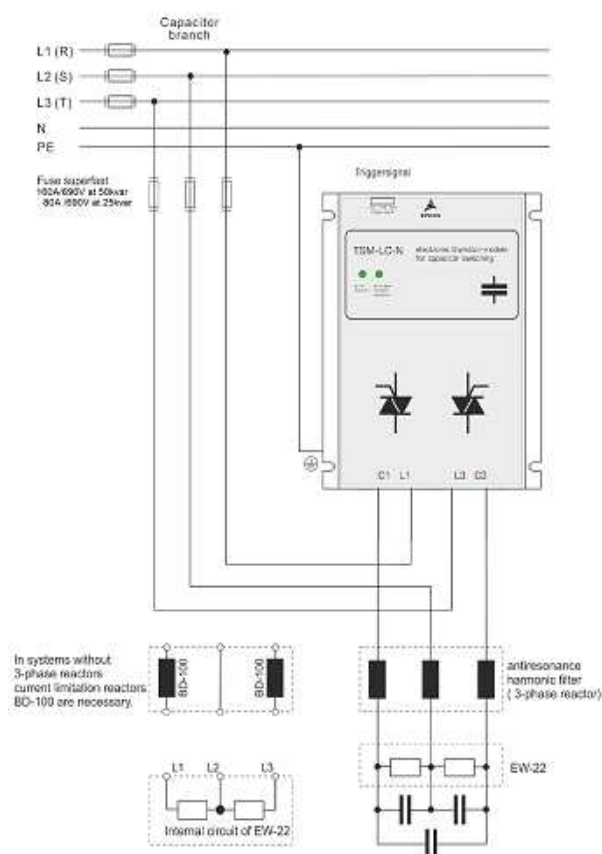 Capacitor
branch
L1 (R)
L2 (S)
L3 (T)
N
PE
Fuse superfast
160A/690V at 50kvar
80A /690V at 25kvar
Triggersignal
EPCOS
TSM-LC-N
electronic thyristor-module
for capacitor switching
C1 L1 L3 C3
In systems without
3-phase reactors
current limitation reactors
BD-100 are necessary.
BD-100
BD-100
antiresonance
harmonic filter
( 3-phase reactor)
EW-22
L1 L2 L3
Internal circuit of EW-22